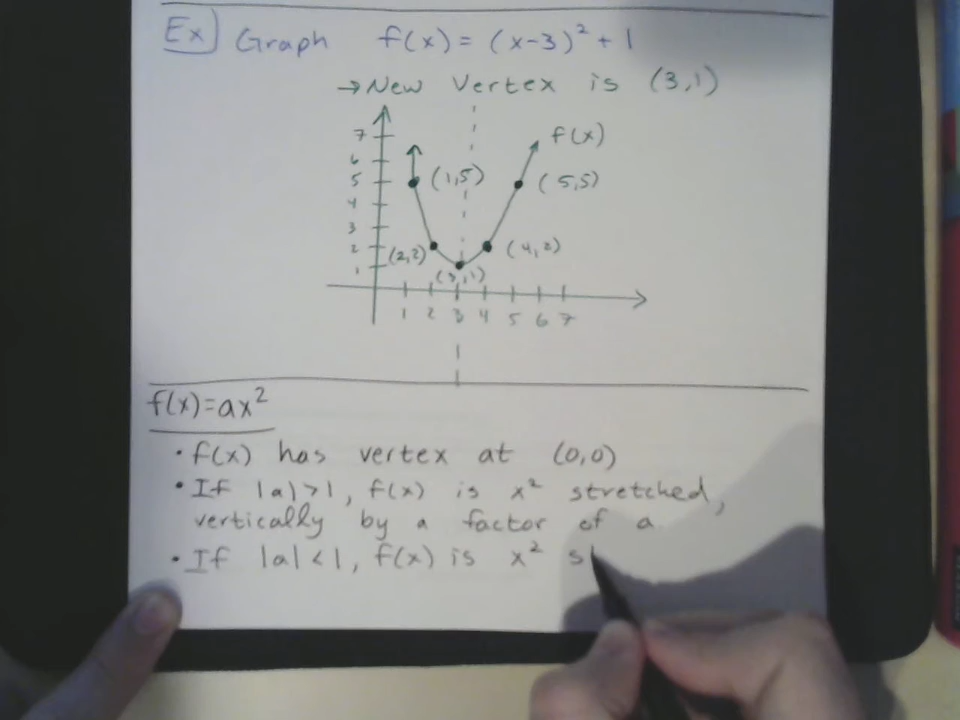 Ex Graph f(x) = (x-3)² + 1
→ New Vertex is (3,1)
7
f(x)
6
5 (1,5) (5,5)
4
3
2 (2,2) (4,2)
1 (3,1)
1 2 3 4 5 6 7
f(x)=ax²
• f(x) has vertex at (0,0)
• If |a|>1, f(x) is x² stretched,
vertically by a factor of a
• If |a|<1, f(x) is x² s